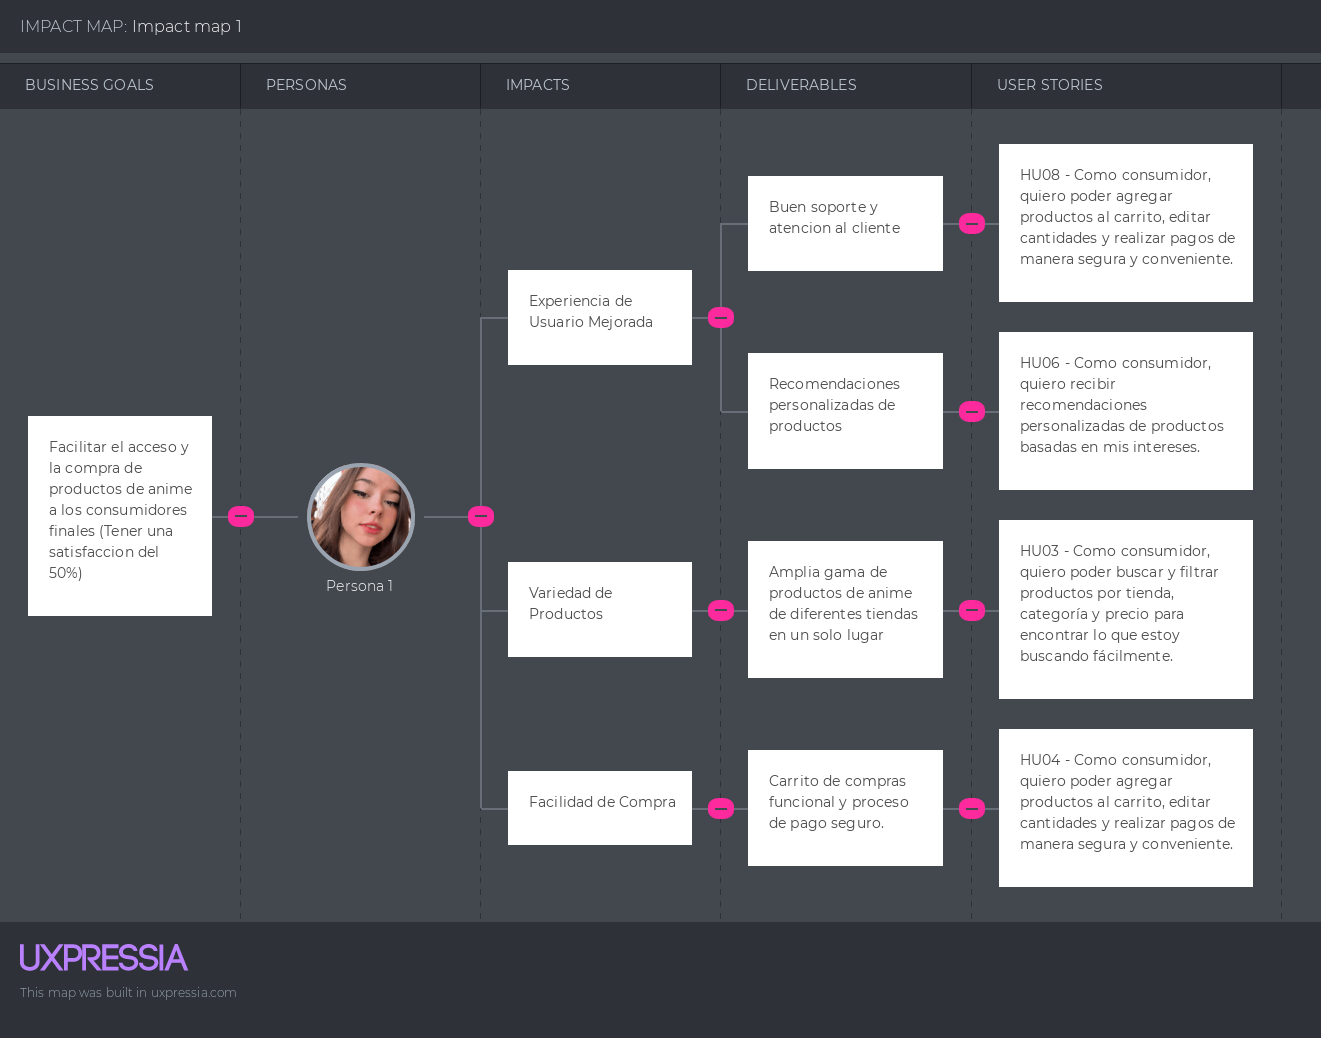 IMPACT MAP: Impact map 1
BUSINESS GOALS
PERSONAS
IMPACTS
DELIVERABLES
USER STORIES
Facilitar el acceso y
la compra de
productos de anime
a los consumidores
finales (Tener una
satisfaccion del
50%)
Persona 1
Experiencia de
Usuario Mejorada
Buen soporte y
atencion al cliente
HU08 - Como consumidor,
quiero poder agregar
productos al carrito, editar
cantidades y realizar pagos de
manera segura y conveniente.
Recomendaciones
personalizadas de
productos
HU06 - Como consumidor,
quiero recibir
recomendaciones
personalizadas de productos
basadas en mis intereses.
Variedad de
Productos
Amplia gama de
productos de anime
de diferentes tiendas
en un solo lugar
HU03 - Como consumidor,
quiero poder buscar y filtrar
productos por tienda,
categoría y precio para
encontrar lo que estoy
buscando fácilmente.
Facilidad de Compra
Carrito de compras
funcional y proceso
de pago seguro.
HU04 - Como consumidor,
quiero poder agregar
productos al carrito, editar
cantidades y realizar pagos de
manera segura y conveniente.
UXPRESSIA
This map was built in uxpressia.com